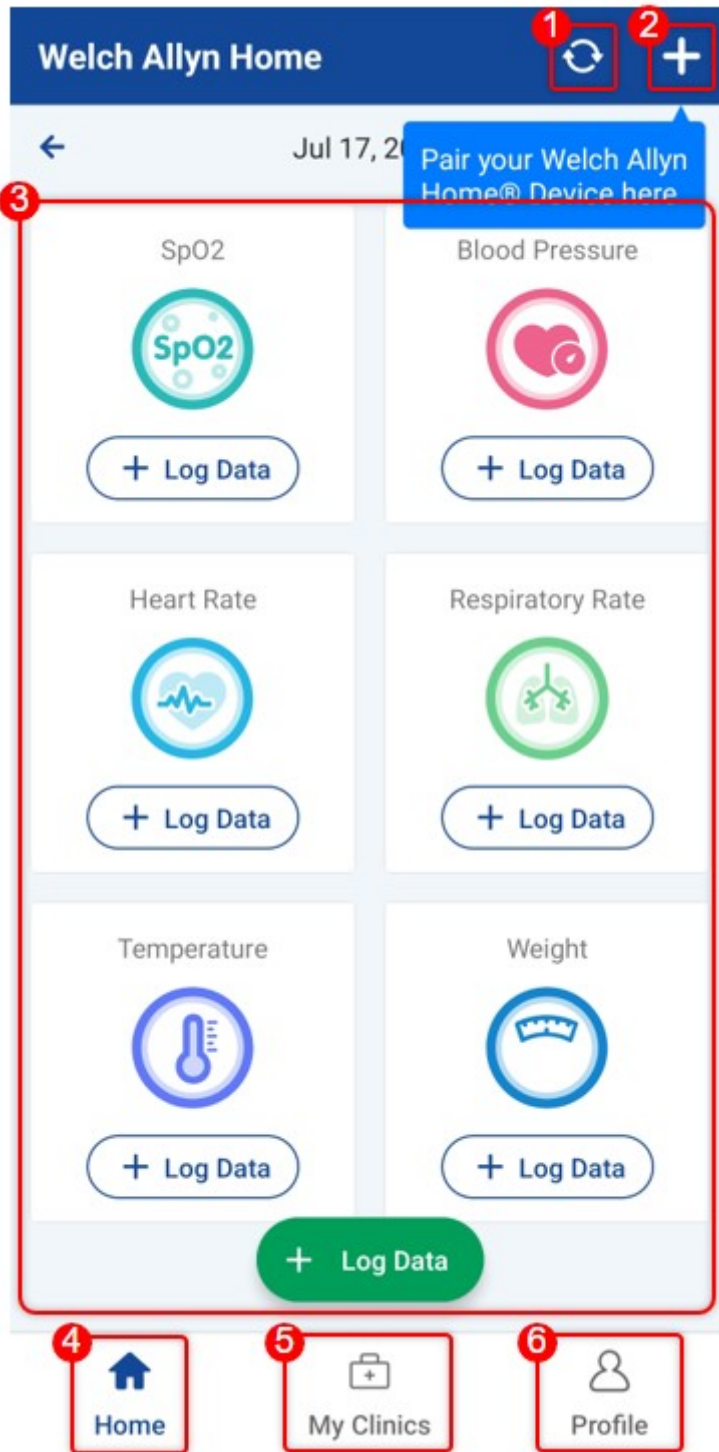 1
2
Welch Allyn Home
Jul 17, 2
Pair your Welch Allyn
Home® Device here
3
SpO2
Blood Pressure
SpO2
+ Log Data
+ Log Data
Heart Rate
Respiratory Rate
+ Log Data
+ Log Data
Temperature
Weight
+ Log Data
+ Log Data
+ Log Data
4
5
6
Home
My Clinics
Profile